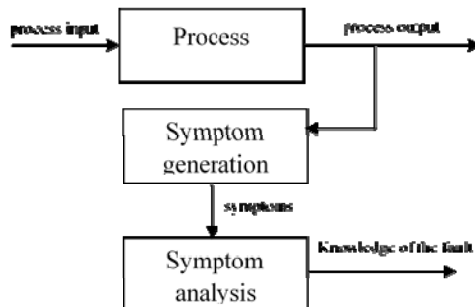 process input
Process
process output
Symptom
generation
symptoms
Knowledge of the fault
Symptom
analysis